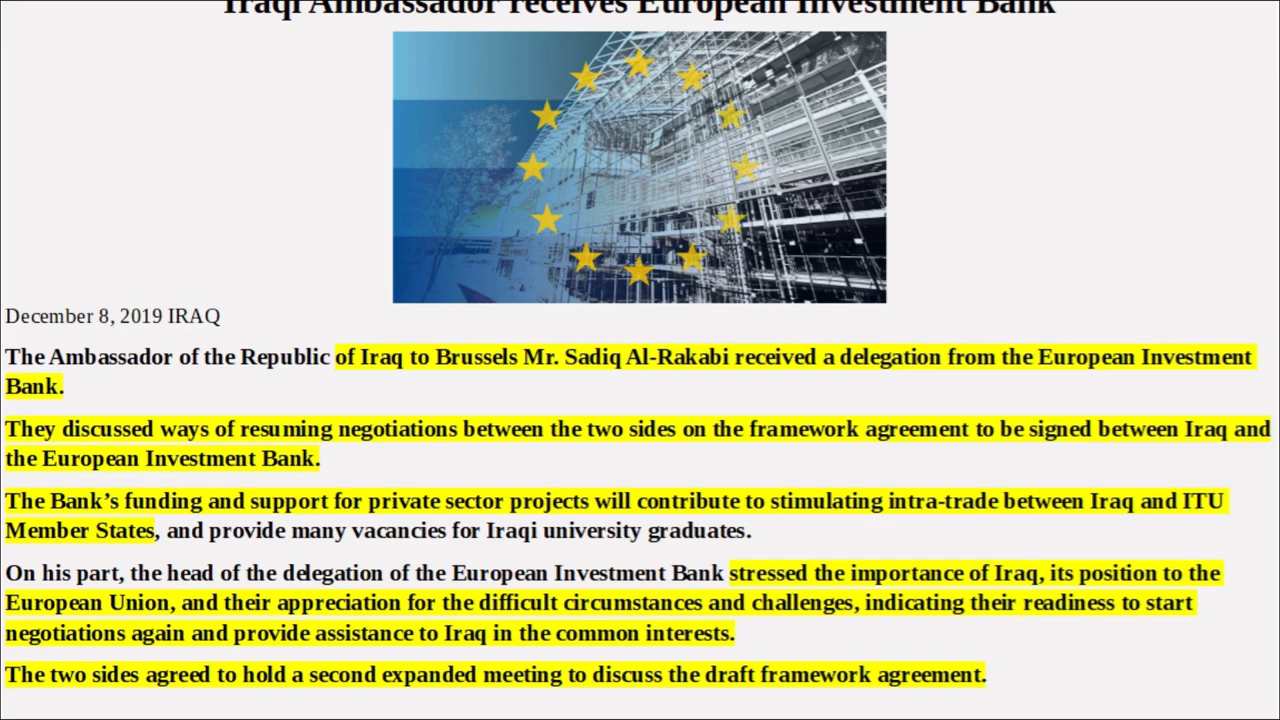 Iraqi Ambassador receives European Investment Bank
December 8, 2019 IRAQ
The Ambassador of the Republic of Iraq to Brussels Mr. Sadiq Al-Rakabi received a delegation from the European Investment
Bank.
They discussed ways of resuming negotiations between the two sides on the framework agreement to be signed between Iraq and
the European Investment Bank.
The Bank’s funding and support for private sector projects will contribute to stimulating intra-trade between Iraq and ITU
Member States, and provide many vacancies for Iraqi university graduates.
On his part, the head of the delegation of the European Investment Bank stressed the importance of Iraq, its position to the
European Union, and their appreciation for the difficult circumstances and challenges, indicating their readiness to start
negotiations again and provide assistance to Iraq in the common interests.
The two sides agreed to hold a second expanded meeting to discuss the draft framework agreement.